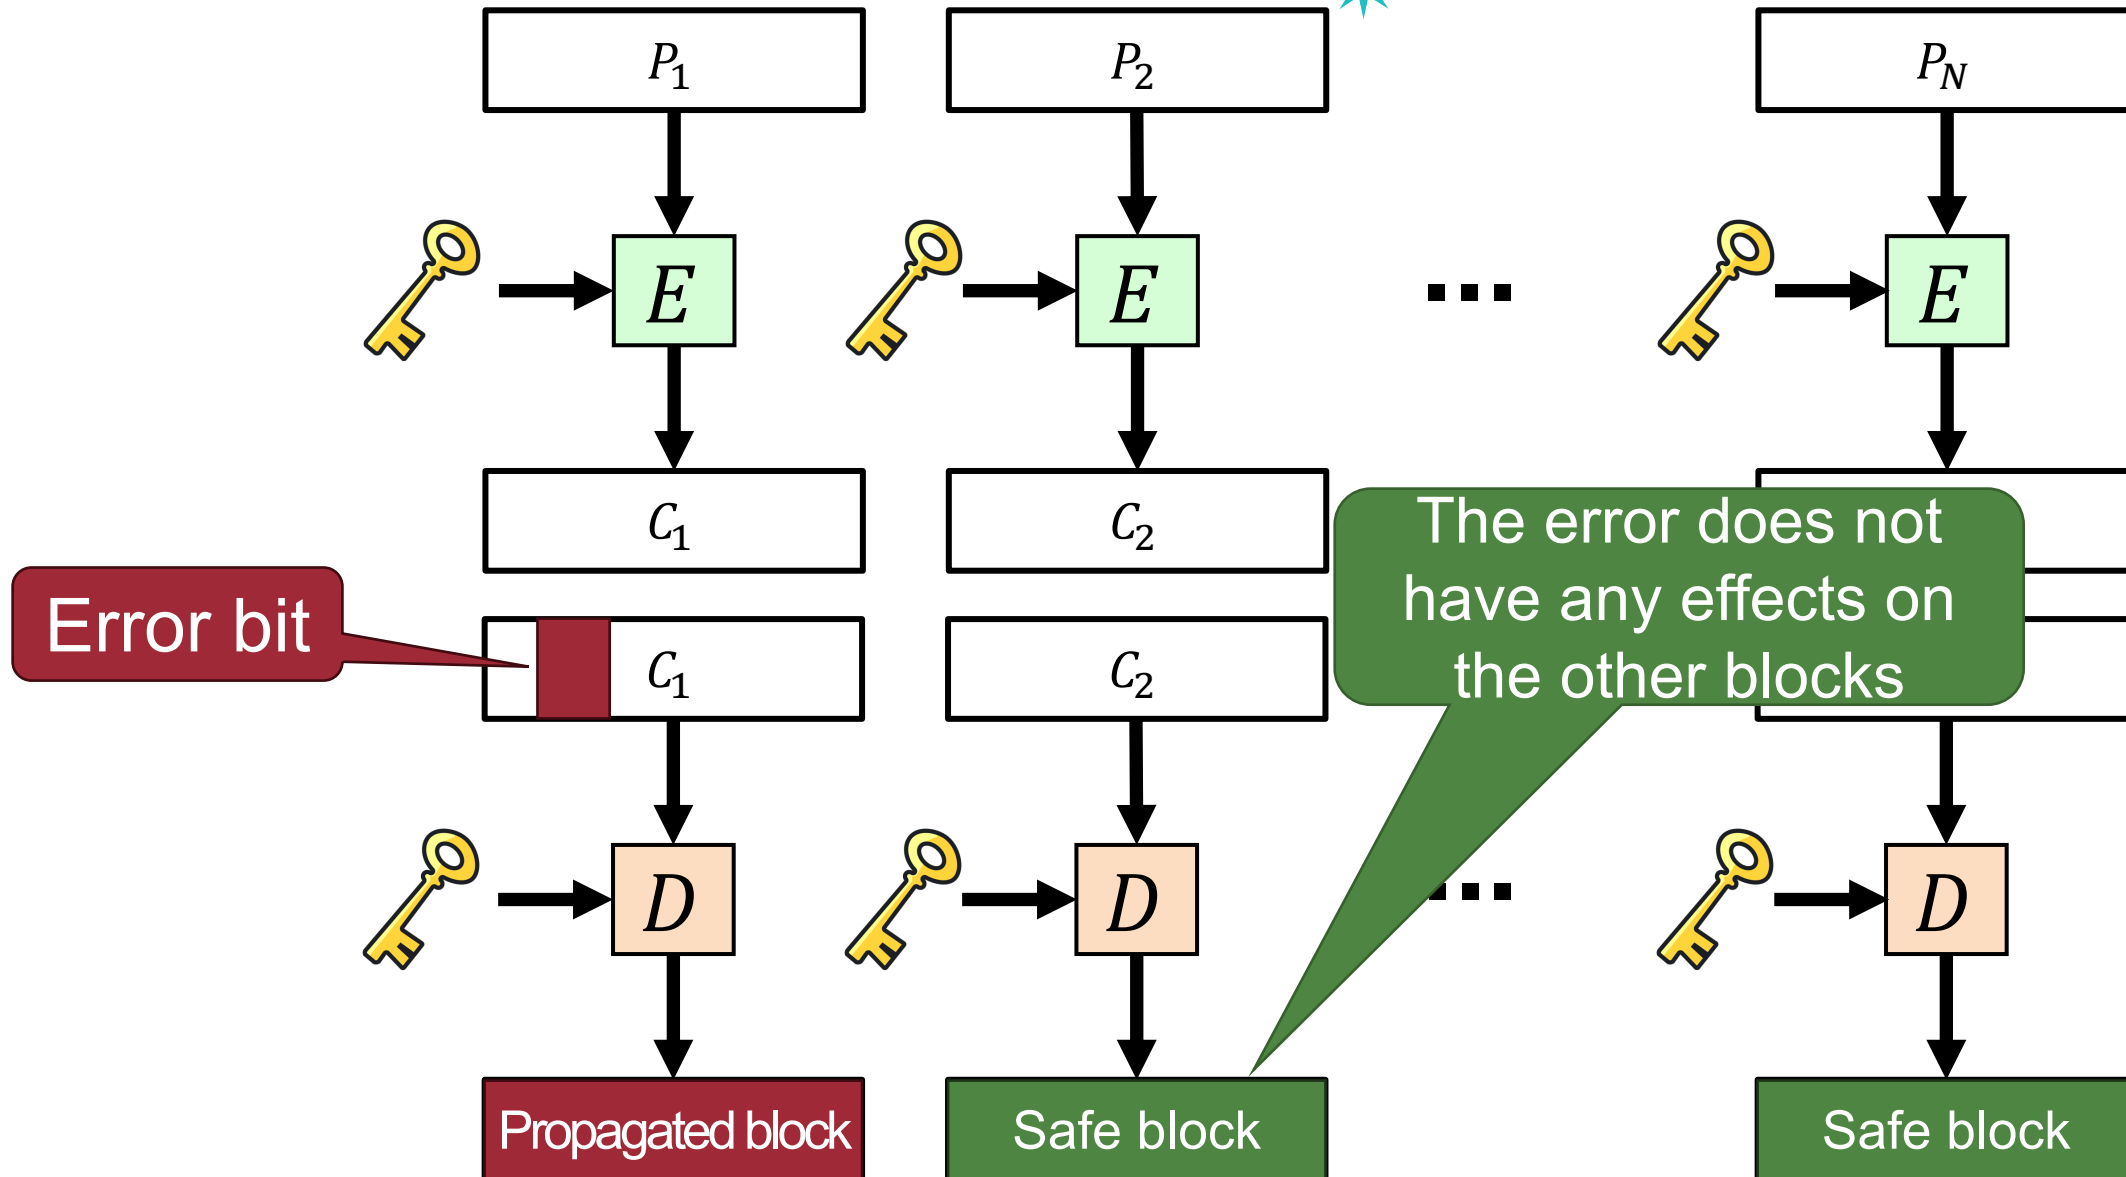 P₁
P₂
P_N
E
E
E
C₁
C₂
The error does not
have any effects on
the other blocks
Error bit
C₁
C₂
D
D
D
Propagated block
Safe block
Safe block